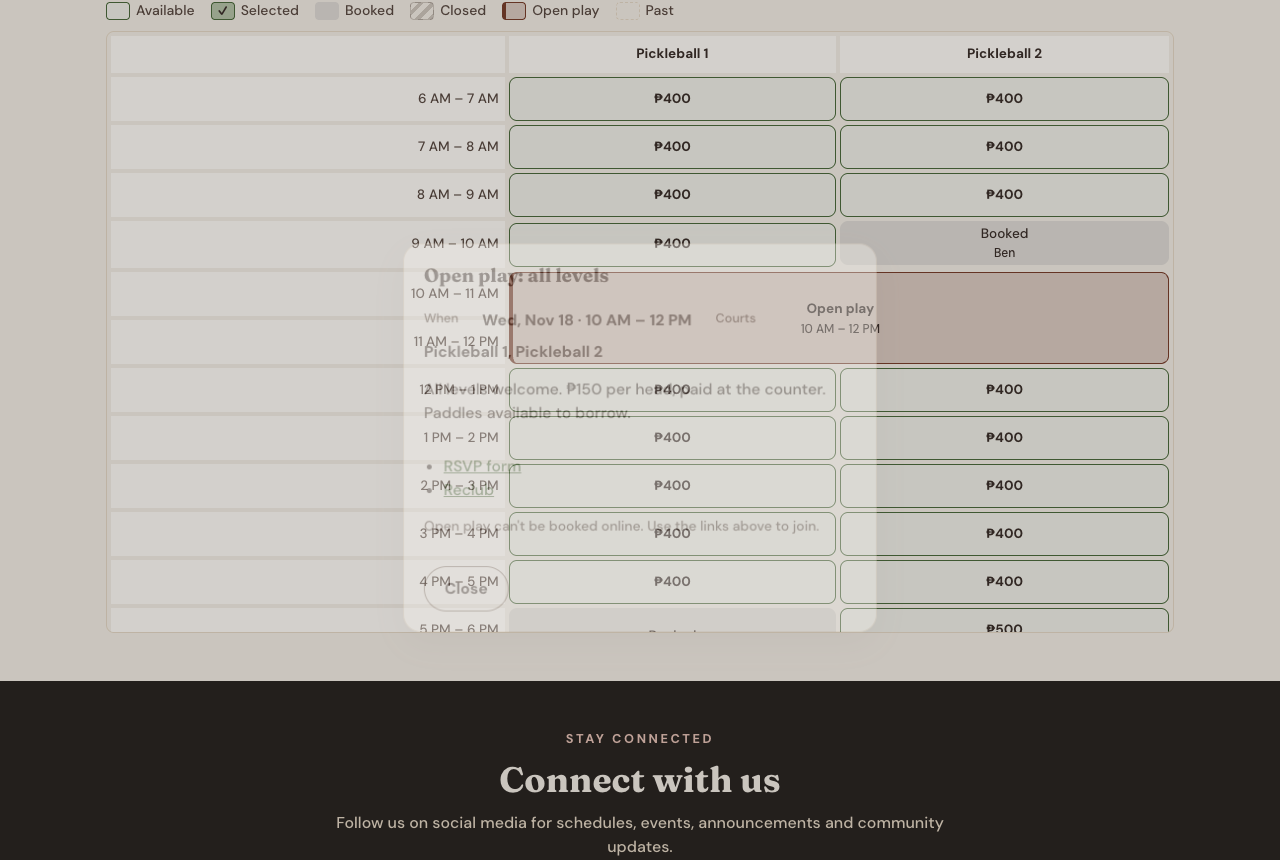 Available Selected Booked Closed Open play Past
Pickleball 1 Pickleball 2
6 AM – 7 AM ₱400 ₱400
7 AM – 8 AM ₱400 ₱400
8 AM – 9 AM ₱400 ₱400
9 AM – 10 AM ₱400 Booked
Ben
10 AM – 11 AM
Open play
10 AM – 12 PM
11 AM – 12 PM
12 PM – 1 PM ₱400 ₱400
1 PM – 2 PM ₱400 ₱400
2 PM – 3 PM ₱400 ₱400
3 PM – 4 PM ₱400 ₱400
4 PM – 5 PM ₱400 ₱400
5 PM – 6 PM Booked ₱500
Open play: all levels
When Wed, Nov 18 · 10 AM – 12 PM Courts
Pickleball 1, Pickleball 2
All levels welcome. ₱150 per head, paid at the counter.
Paddles available to borrow.
RSVP form
Reclub
Open play can't be booked online. Use the links above to join.
Close
STAY CONNECTED
Connect with us
Follow us on social media for schedules, events, announcements and community
updates.